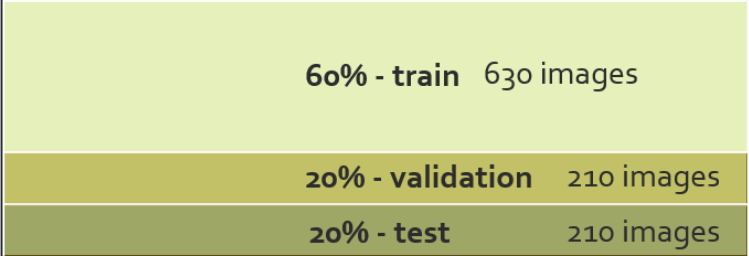 60% - train 630 images
20% - validation 210 images
20% - test 210 images